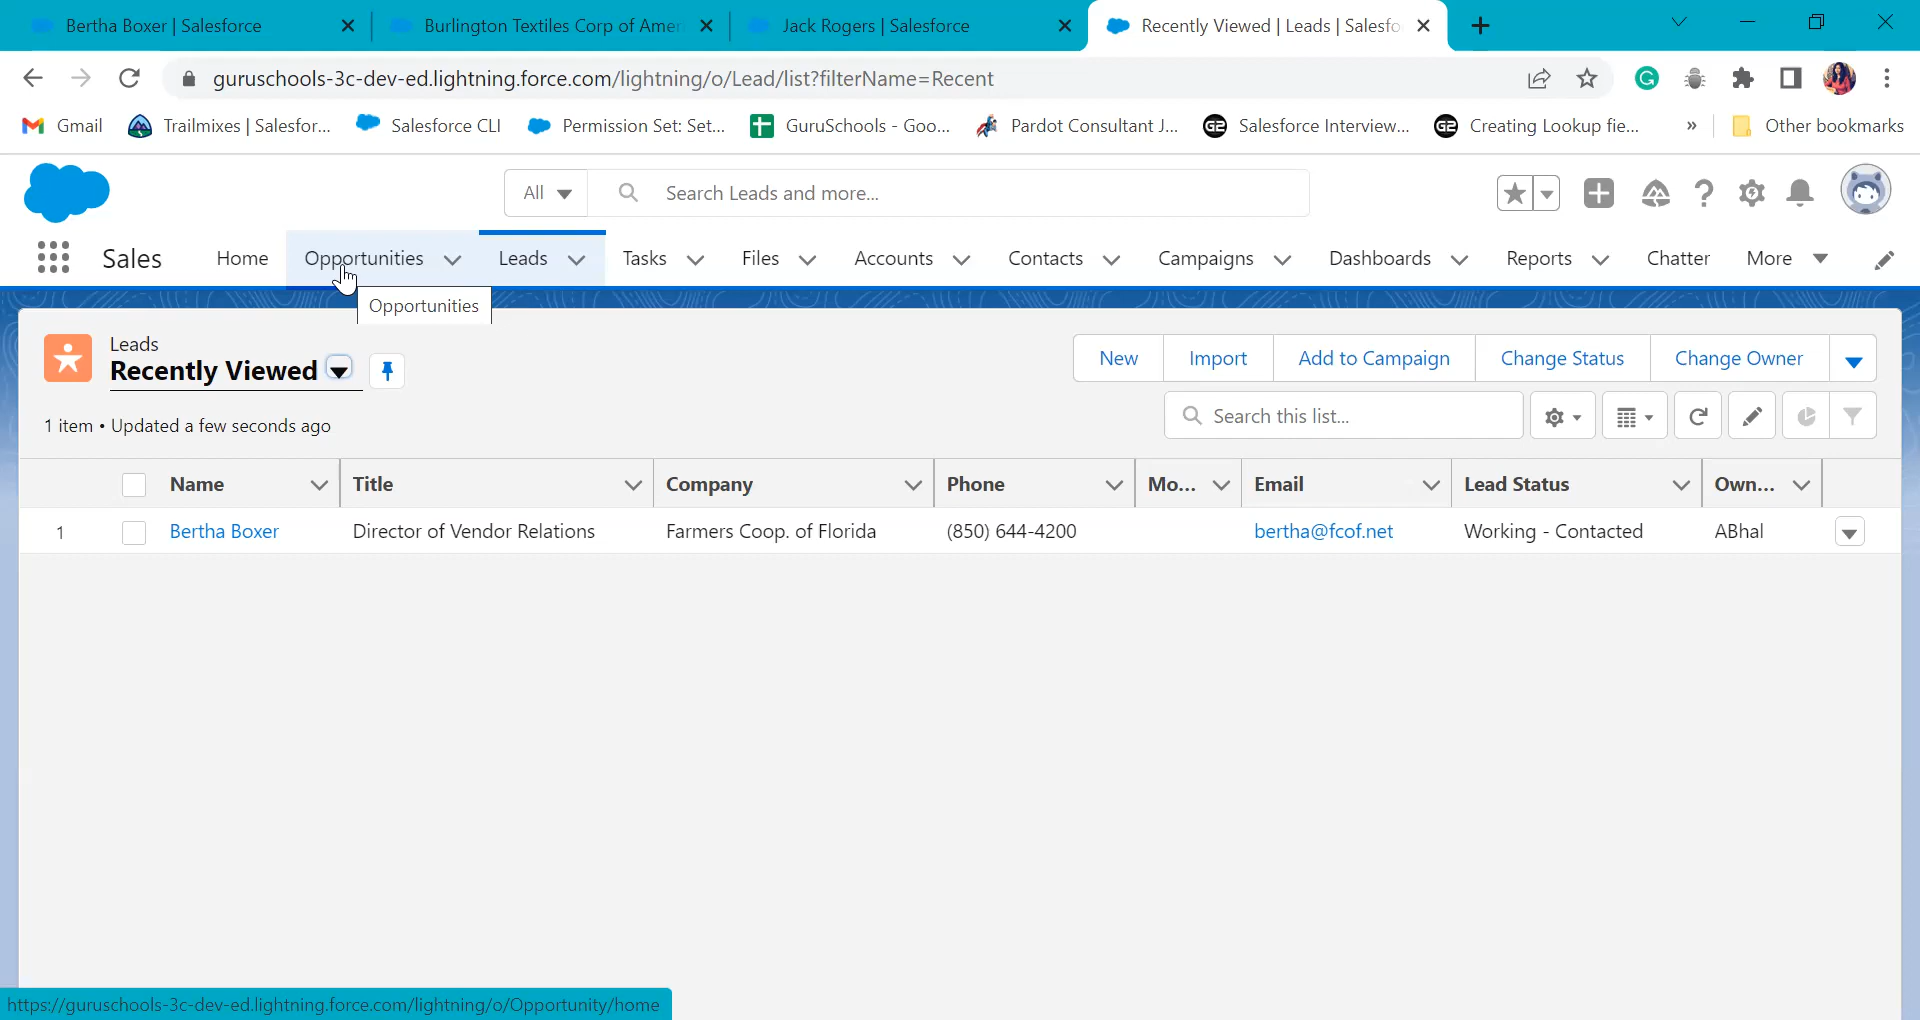 Bertha Boxer | Salesforce
Burlington Textiles Corp of Amer
Jack Rogers | Salesforce
Recently Viewed | Leads | Salesfo
guruschools-3c-dev-ed.lightning.force.com/lightning/o/Lead/list?filterName=Recent
Gmail
Trailmixes | Salesfor...
Salesforce CLI
Permission Set: Set...
GuruSchools - Goo...
Pardot Consultant J...
Salesforce Interview...
Creating Lookup fie...
»
Other bookmarks
All
Search Leads and more...
Sales
Home
Opportunities
Leads
Tasks
Files
Accounts
Contacts
Campaigns
Dashboards
Reports
Chatter
More
Opportunities
Leads
Recently Viewed
New
Import
Add to Campaign
Change Status
Change Owner
1 item • Updated a few seconds ago
Search this list...
Name
Title
Company
Phone
Mo...
Email
Lead Status
Own...
1
Bertha Boxer
Director of Vendor Relations
Farmers Coop. of Florida
(850) 644-4200
bertha@fcof.net
Working - Contacted
ABhal
https://guruschools-3c-dev-ed.lightning.force.com/lightning/o/Opportunity/home